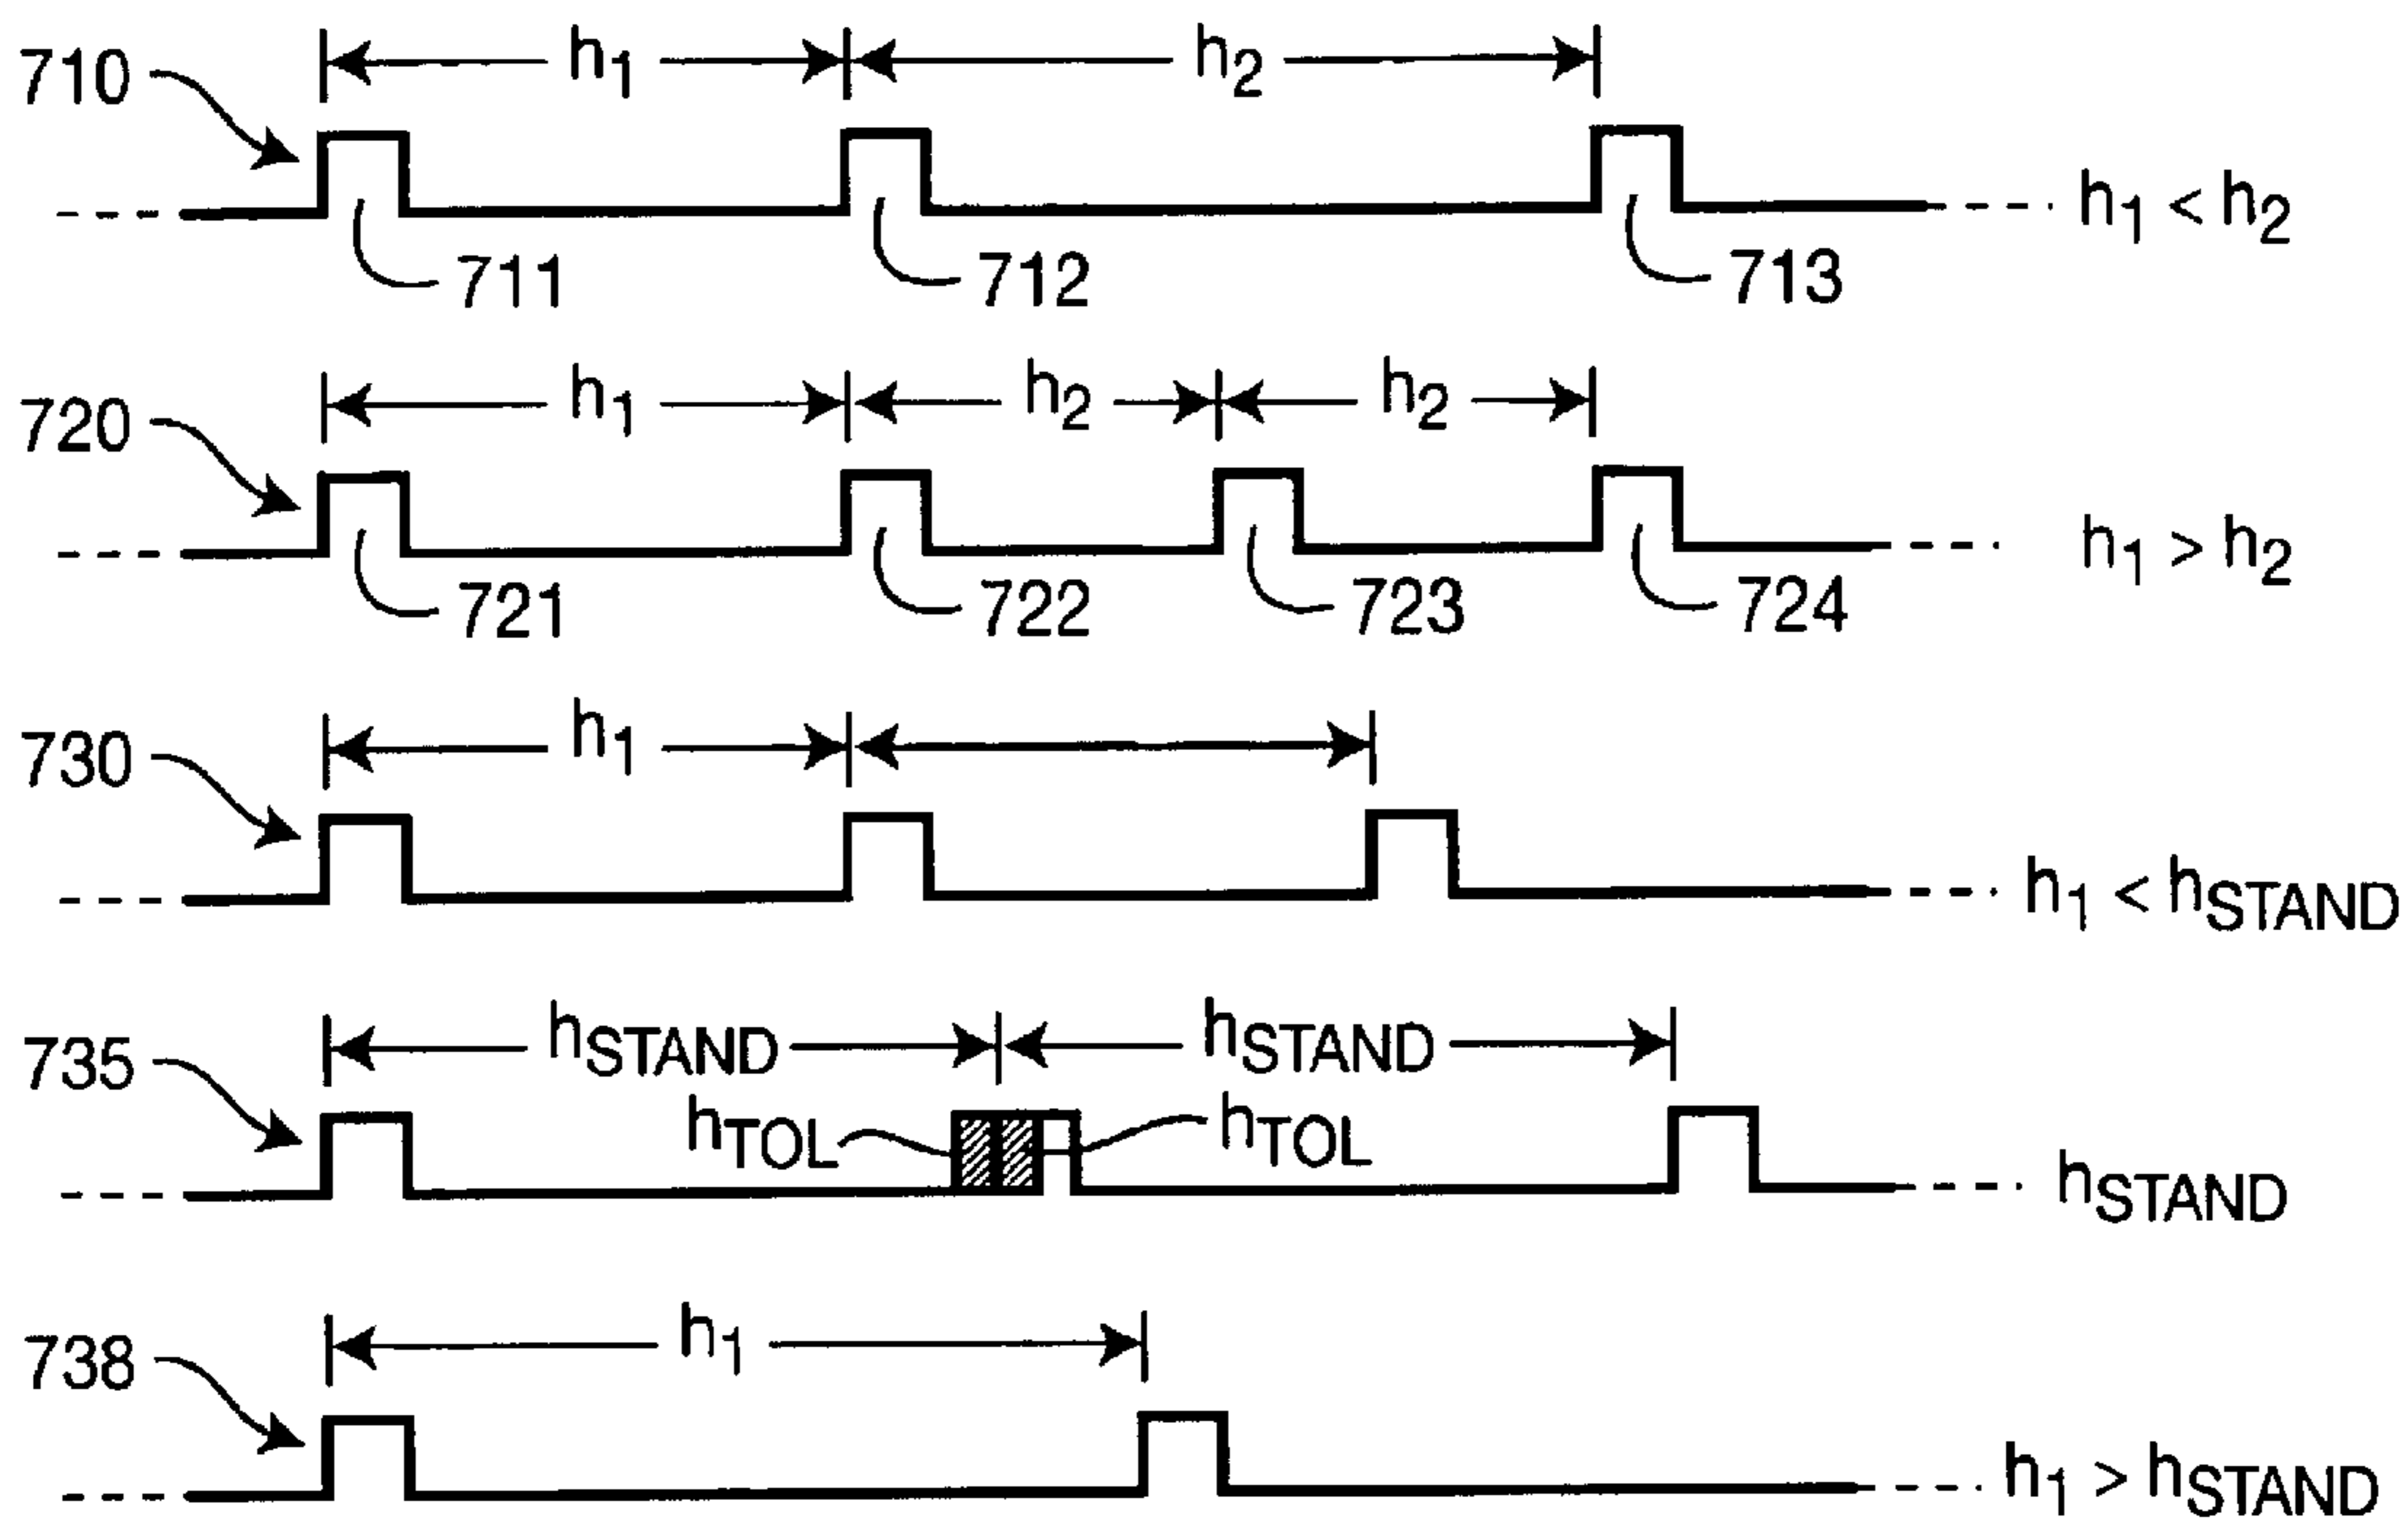 710 h1 h2
h1 < h2
711 712 713
720 h1 h2 h2
h1 > h2
721 722 723 724
730 h1
h1 < hSTAND
735 hSTAND hSTAND
hTOL hTOL
hSTAND
738 h1
h1 > hSTAND